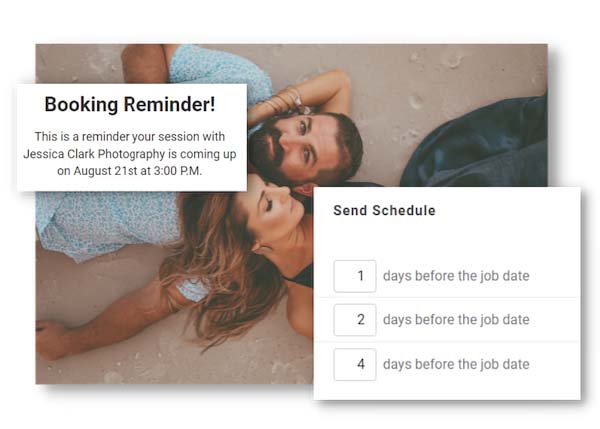 Booking Reminder!
This is a reminder your session with
Jessica Clark Photography is coming up
on August 21st at 3:00 P.M.
Send Schedule
1 days before the job date
2 days before the job date
4 days before the job date